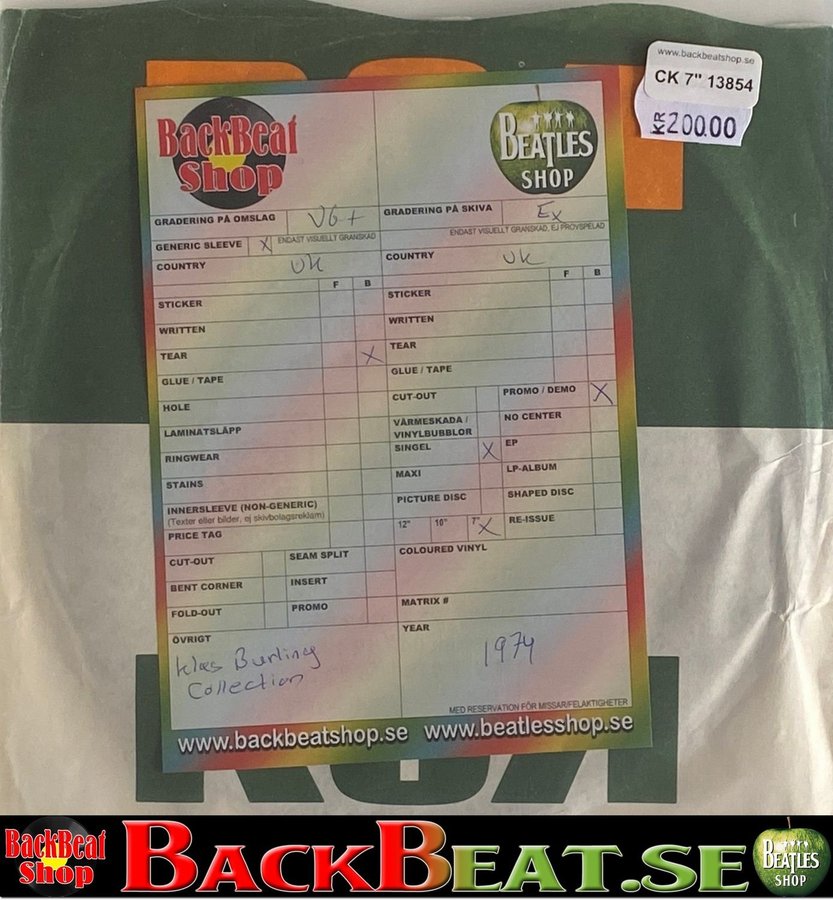 www.backbeatshop.se
CK 7" 13854
KR200.00
BackBeat
Shop
BEATLES
SHOP
GRADERING PÅ OMSLAG VG+
GRADERING PÅ SKIVA Ex
GENERIC SLEEVE X ENDAST VISUELLT GRANSKAD
ENDAST VISUELLT GRANSKAD, EJ PROVSPELAD
COUNTRY UK
COUNTRY UK
F B
F B
STICKER
STICKER
WRITTEN
WRITTEN
TEAR X
TEAR
GLUE / TAPE
GLUE / TAPE
HOLE
CUT-OUT
PROMO / DEMO X
LAMINATSLÄPP
VÄRMESKADA /
VINYLBUBBLOR
NO CENTER
RINGWEAR
SINGEL X
EP
STAINS
MAXI
LP-ALBUM
INNERSLEEVE (NON-GENERIC)
(Texter eller bilder, ej skivbolagsreklam)
PICTURE DISC
SHAPED DISC
PRICE TAG
12" 10" 7" X
RE-ISSUE
CUT-OUT
SEAM SPLIT
COLOURED VINYL
BENT CORNER
INSERT
FOLD-OUT
PROMO
MATRIX #
ÖVRIGT
Klas Burling
Collection
YEAR
1974
MED RESERVATION FÖR MISSAR/FELAKTIGHETER
www.backbeatshop.se www.beatlesshop.se
BackBeat
Shop
BACKBEAT.SE
BEATLES
SHOP